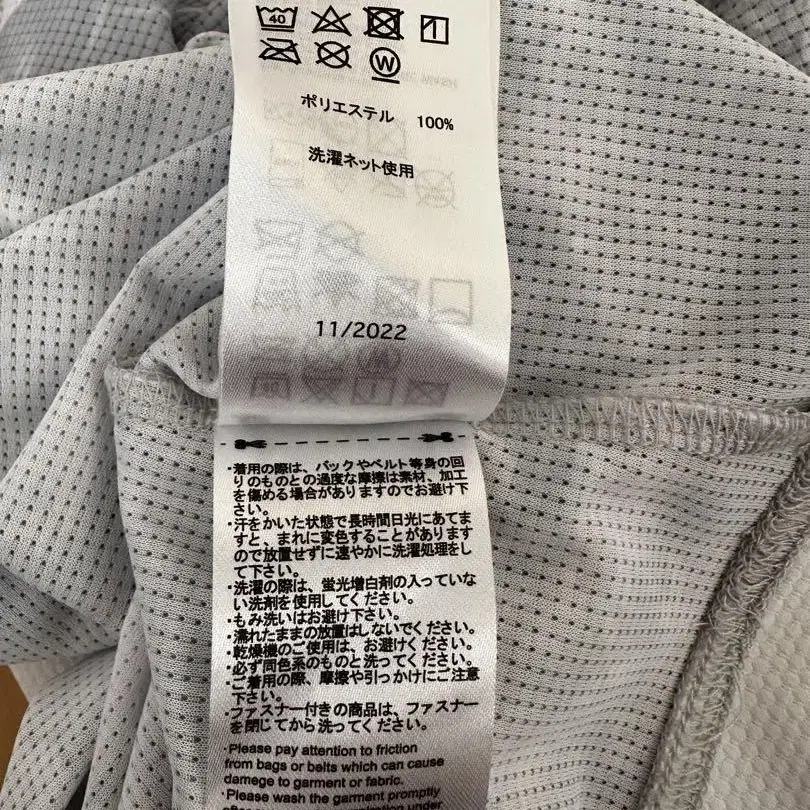 40
W
ポリエステル 100%
洗濯ネット使用
11/2022
・着用の際は、バックやベルト等身の回
りのものとの過度な摩擦は素材、加工
を傷める場合がありますのでお避け下
さい。
・汗をかいた状態で長時間日光にあてま
すと、まれに変色することがあります
ので放置せずに速やかに洗濯処理をし
て下さい。
・洗濯の際は、蛍光増白剤の入っていな
い洗剤を使用してください。
・もみ洗いはお避け下さい。
・濡れたままの放置はしないでください。
・乾燥機のご使用は、お避けください。
・必ず同色系のものと洗ってください。
・ご着用の際、摩擦や引っかけにご注意
下さい。
・ファスナー付きの商品は、ファスナー
を閉じてから洗ってください。
·Please pay attention to friction
from bags or belts which can cause
damege to garment or fabric.
·Please wash the garment promptly